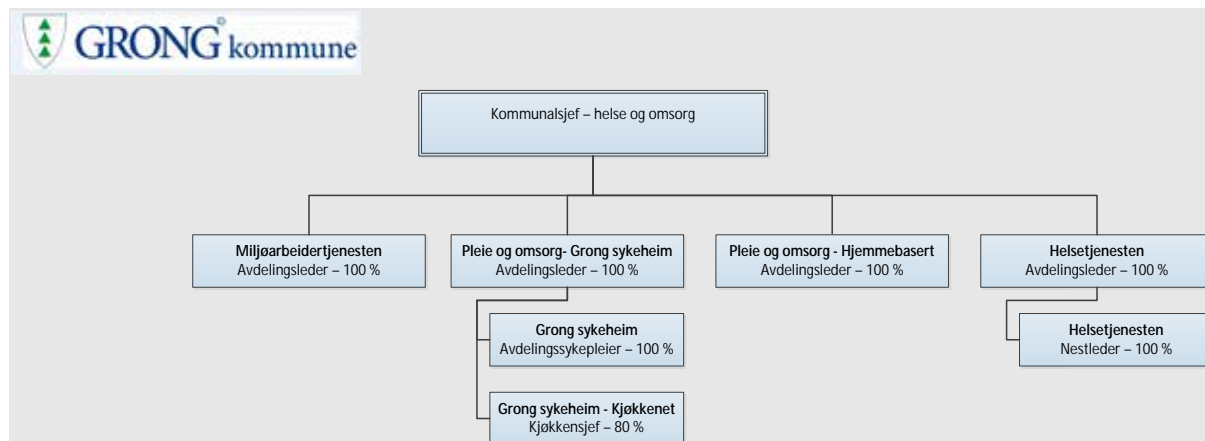 GRONG kommune
Kommunalsjef – helse og omsorg
Miljøarbeidertjenesten
Avdelingsleder – 100 %
Pleie og omsorg- Grong sykeheim
Avdelingsleder – 100 %
Pleie og omsorg - Hjemmebasert
Avdelingsleder – 100 %
Helsetjenesten
Avdelingsleder – 100 %
Grong sykeheim
Avdelingssykepleier – 100 %
Helsetjenesten
Nestleder – 100 %
Grong sykeheim - Kjøkkenet
Kjøkkensjef – 80 %